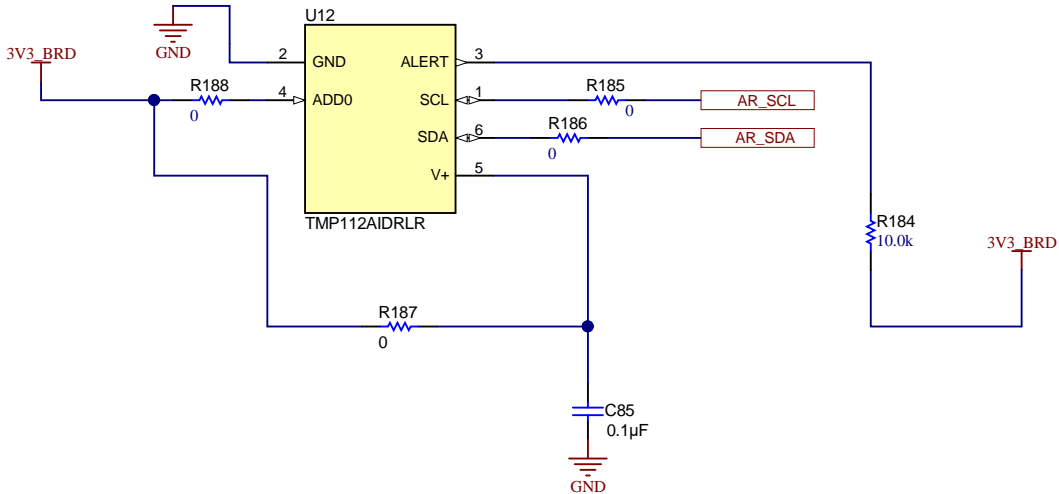 U12
3V3_BRD
GND
2
GND
ALERT
3
R188
0
4
ADD0
SCL
1
R185
0
AR_SCL
SDA
6
R186
0
AR_SDA
V+
5
TMP112AIDRLR
R184
10.0k
3V3_BRD
R187
0
C85
0.1µF
GND